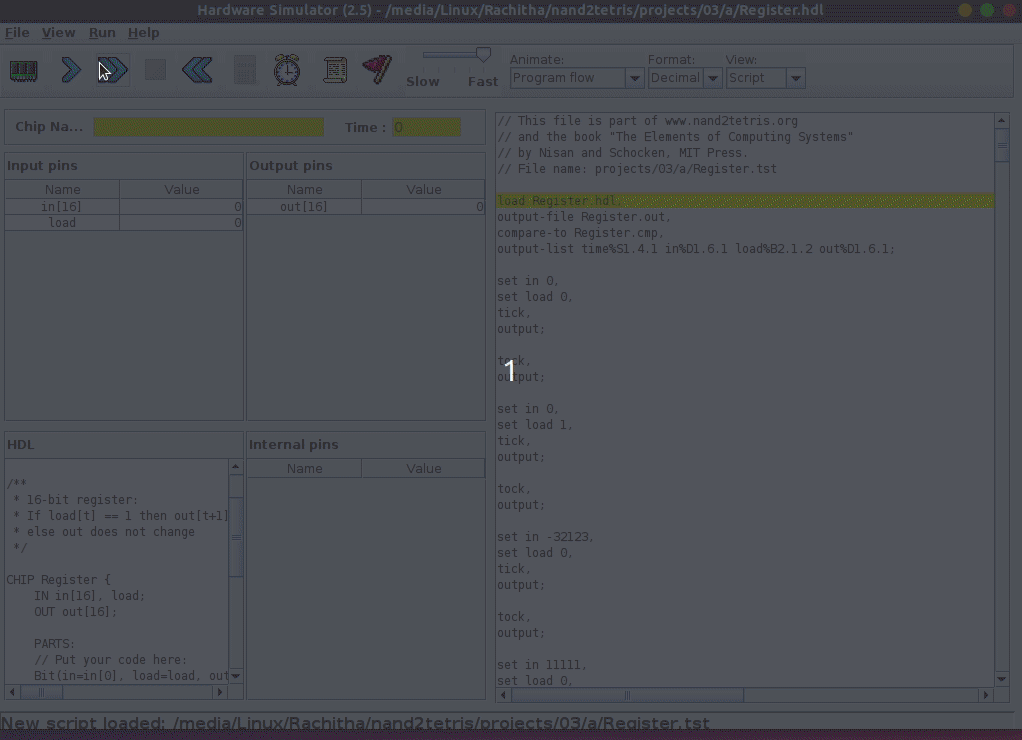 Hardware Simulator (2.5) - /media/Linux/Rachitha/nand2tetris/projects/03/a/Register.hdl
File View Run Help
Animate: Format: View:
Slow Fast Program flow Decimal Script
Chip Na... Time : 0
Input pins
Name Value
in[16] 0
load 0
Output pins
Name Value
out[16] 0
HDL
/**
* 16-bit register:
* If load[t] == 1 then out[t+1]
* else out does not change
*/
CHIP Register {
IN in[16], load;
OUT out[16];
PARTS:
// Put your code here:
Bit(in=in[0], load=load, out
Internal pins
Name Value
// This file is part of www.nand2tetris.org
// and the book "The Elements of Computing Systems"
// by Nisan and Schocken, MIT Press.
// File name: projects/03/a/Register.tst
load Register.hdl,
output-file Register.out,
compare-to Register.cmp,
output-list time%S1.4.1 in%D1.6.1 load%B2.1.2 out%D1.6.1;
set in 0,
set load 0,
tick,
output;
tock,
output;
1
set in 0,
set load 1,
tick,
output;
tock,
output;
set in -32123,
set load 0,
tick,
output;
tock,
output;
set in 11111,
set load 0,
New script loaded: /media/Linux/Rachitha/nand2tetris/projects/03/a/Register.tst